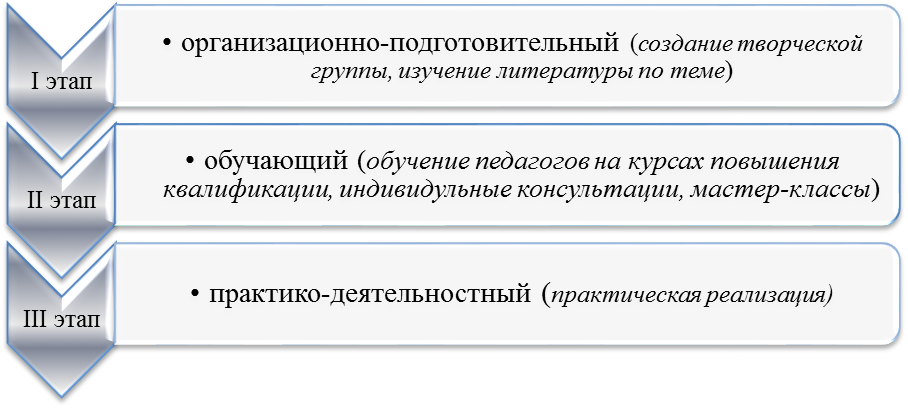 I этап
• организационно-подготовительный (создание творческой
группы, изучение литературы по теме)
II этап
• обучающий (обучение педагогов на курсах повышения
квалификации, индивидульные консультации, мастер-классы)
III этап
• практико-деятельностный (практическая реализация)